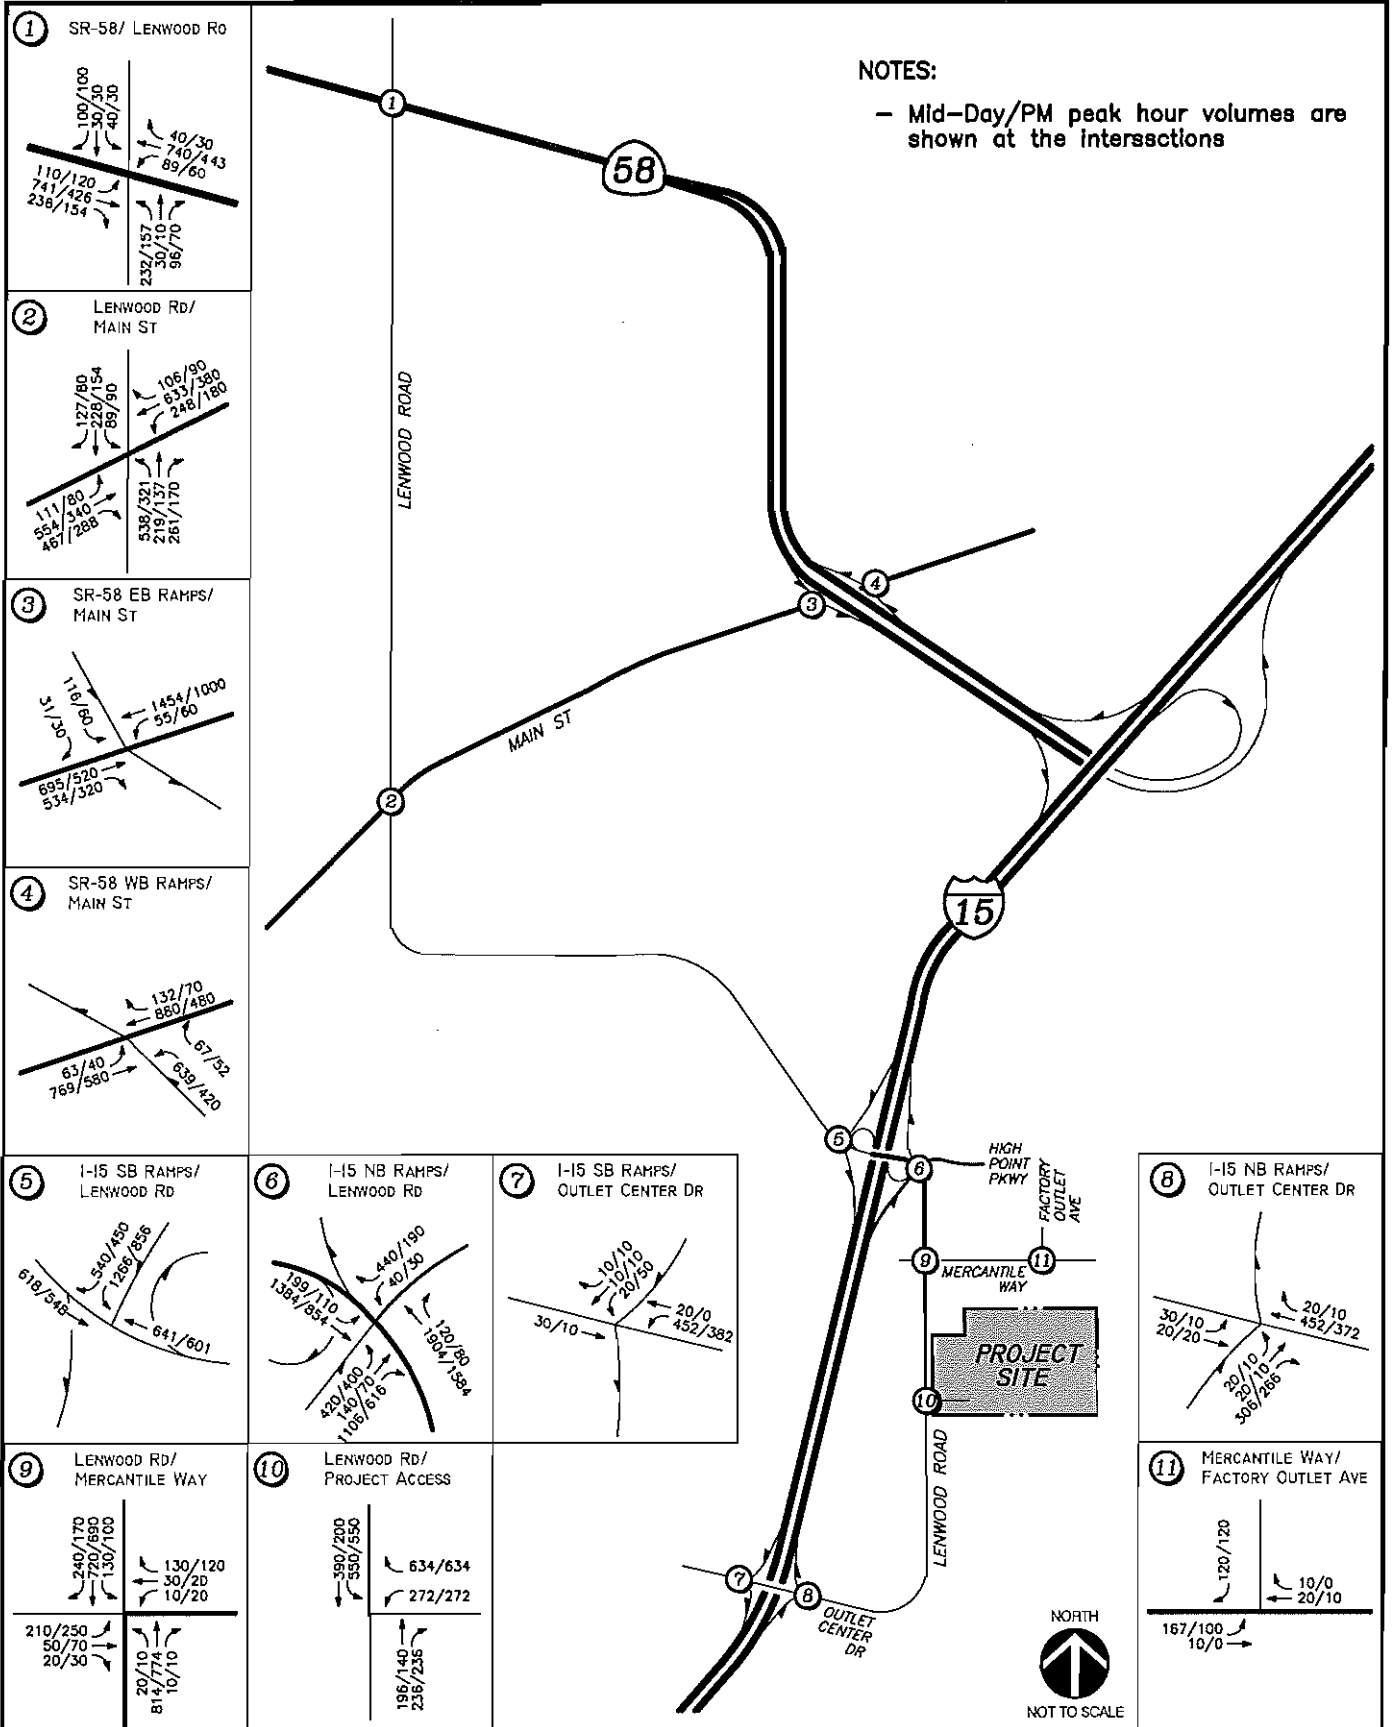 1 SR-58/ LENWOOD RO
100/100
30/30
40/30
40/30
740/443
89/60
110/120
741/426
238/154
232/157
30/10
96/70
2 LENWOOD RD/
MAIN ST
127/80
228/154
89/90
106/90
633/380
248/180
111/80
554/340
467/288
538/321
219/137
261/170
3 SR-58 EB RAMPS/
MAIN ST
116/60
31/30
1454/1000
55/60
695/520
534/320
4 SR-58 WB RAMPS/
MAIN ST
132/70
880/480
63/40
769/580
67/52
639/420
NOTES:
- Mid-Day/PM peak hour volumes are
shown at the interssctions
1
58
LENWOOD ROAD
4
3
MAIN ST
2
15
5
6
HIGH
POINT
PKWY
FACTORY
OUTLET
AVE
9
11
MERCANTILE
WAY
PROJECT
SITE
10
LENWOOD ROAD
7
8
OUTLET
CENTER
DR
NORTH
NOT TO SCALE
5 I-15 SB RAMPS/
LENWOOD RD
540/450
1266/856
618/548
641/601
6 I-15 NB RAMPS/
LENWOOD RD
440/190
40/30
199/110
1384/854
120/80
1904/1584
420/400
140/70
1106/616
7 I-15 SB RAMPS/
OUTLET CENTER DR
10/10
10/10
20/50
30/10
20/0
452/382
8 I-15 NB RAMPS/
OUTLET CENTER DR
30/10
20/20
20/10
452/372
20/10
20/10
306/266
9 LENWOOD RD/
MERCANTILE WAY
240/170
720/690
130/100
130/120
30/20
10/20
210/250
50/70
20/30
20/10
814/774
10/10
10 LENWOOD RD/
PROJECT ACCESS
390/200
550/550
634/634
272/272
196/140
236/236
11 MERCANTILE WAY/
FACTORY OUTLET AVE
120/120
10/0
20/10
167/100
10/0